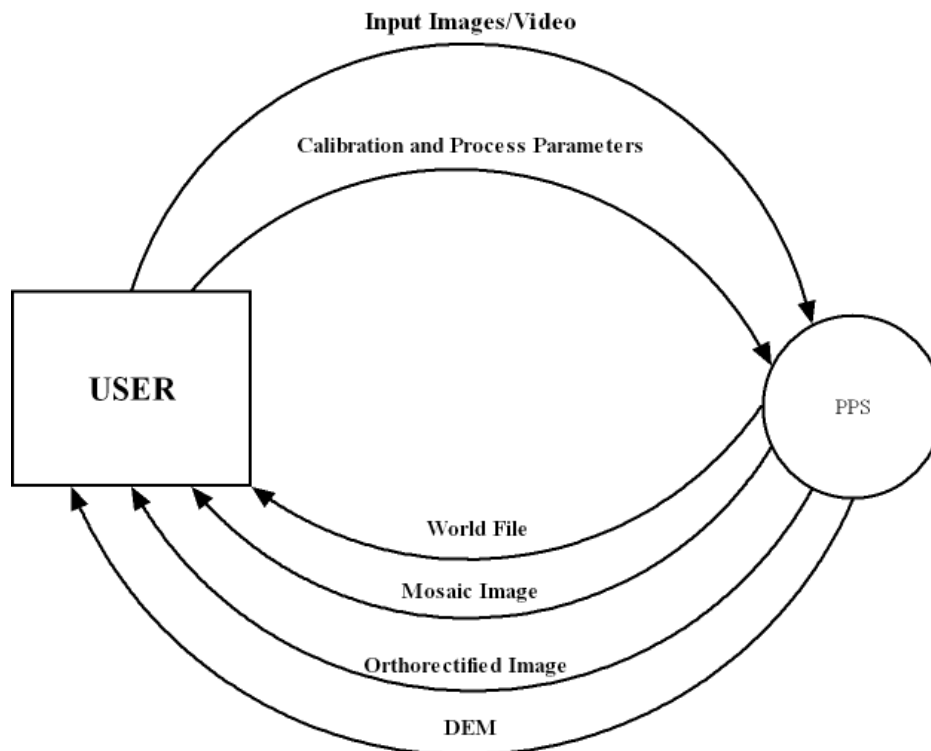 Input Images/Video
Calibration and Process Parameters
USER
PPS
World File
Mosaic Image
Orthorectified Image
DEM